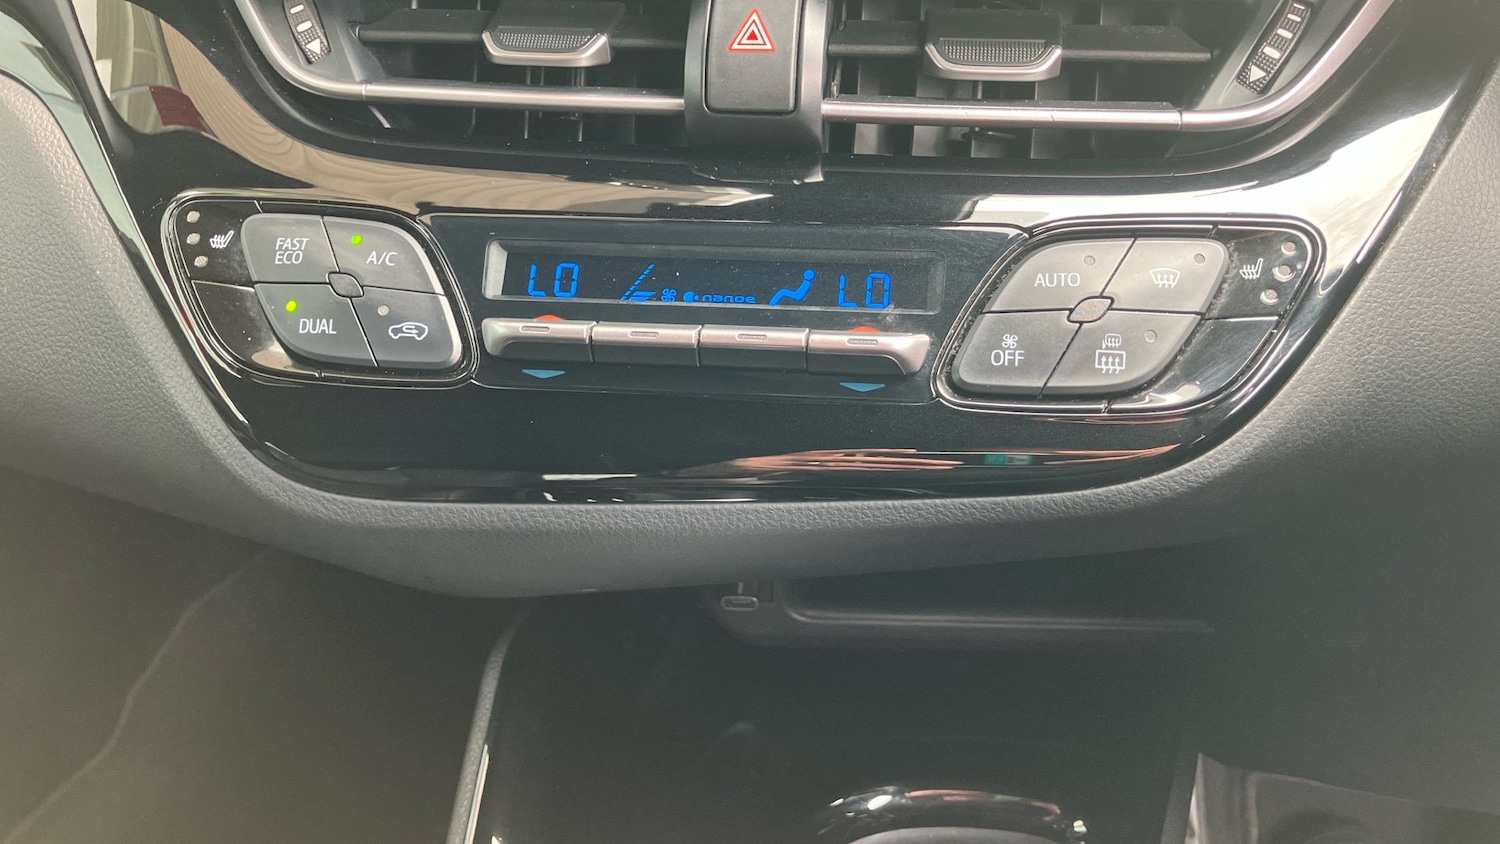 FAST
ECO
A/C
DUAL
LO
nanoe
LO
AUTO
OFF